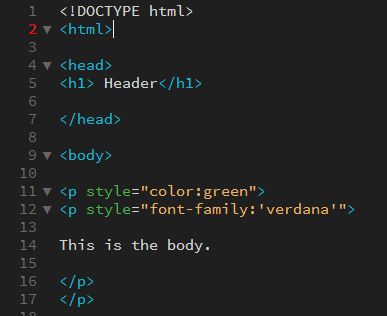 1 <!DOCTYPE html>
2 <html>
3
4 <head>
5 <h1> Header</h1>
6
7 </head>
8
9 <body>
10
11 <p style="color:green">
12 <p style="font-family:'verdana'">
13
14 This is the body.
15
16 </p>
17 </p>
18